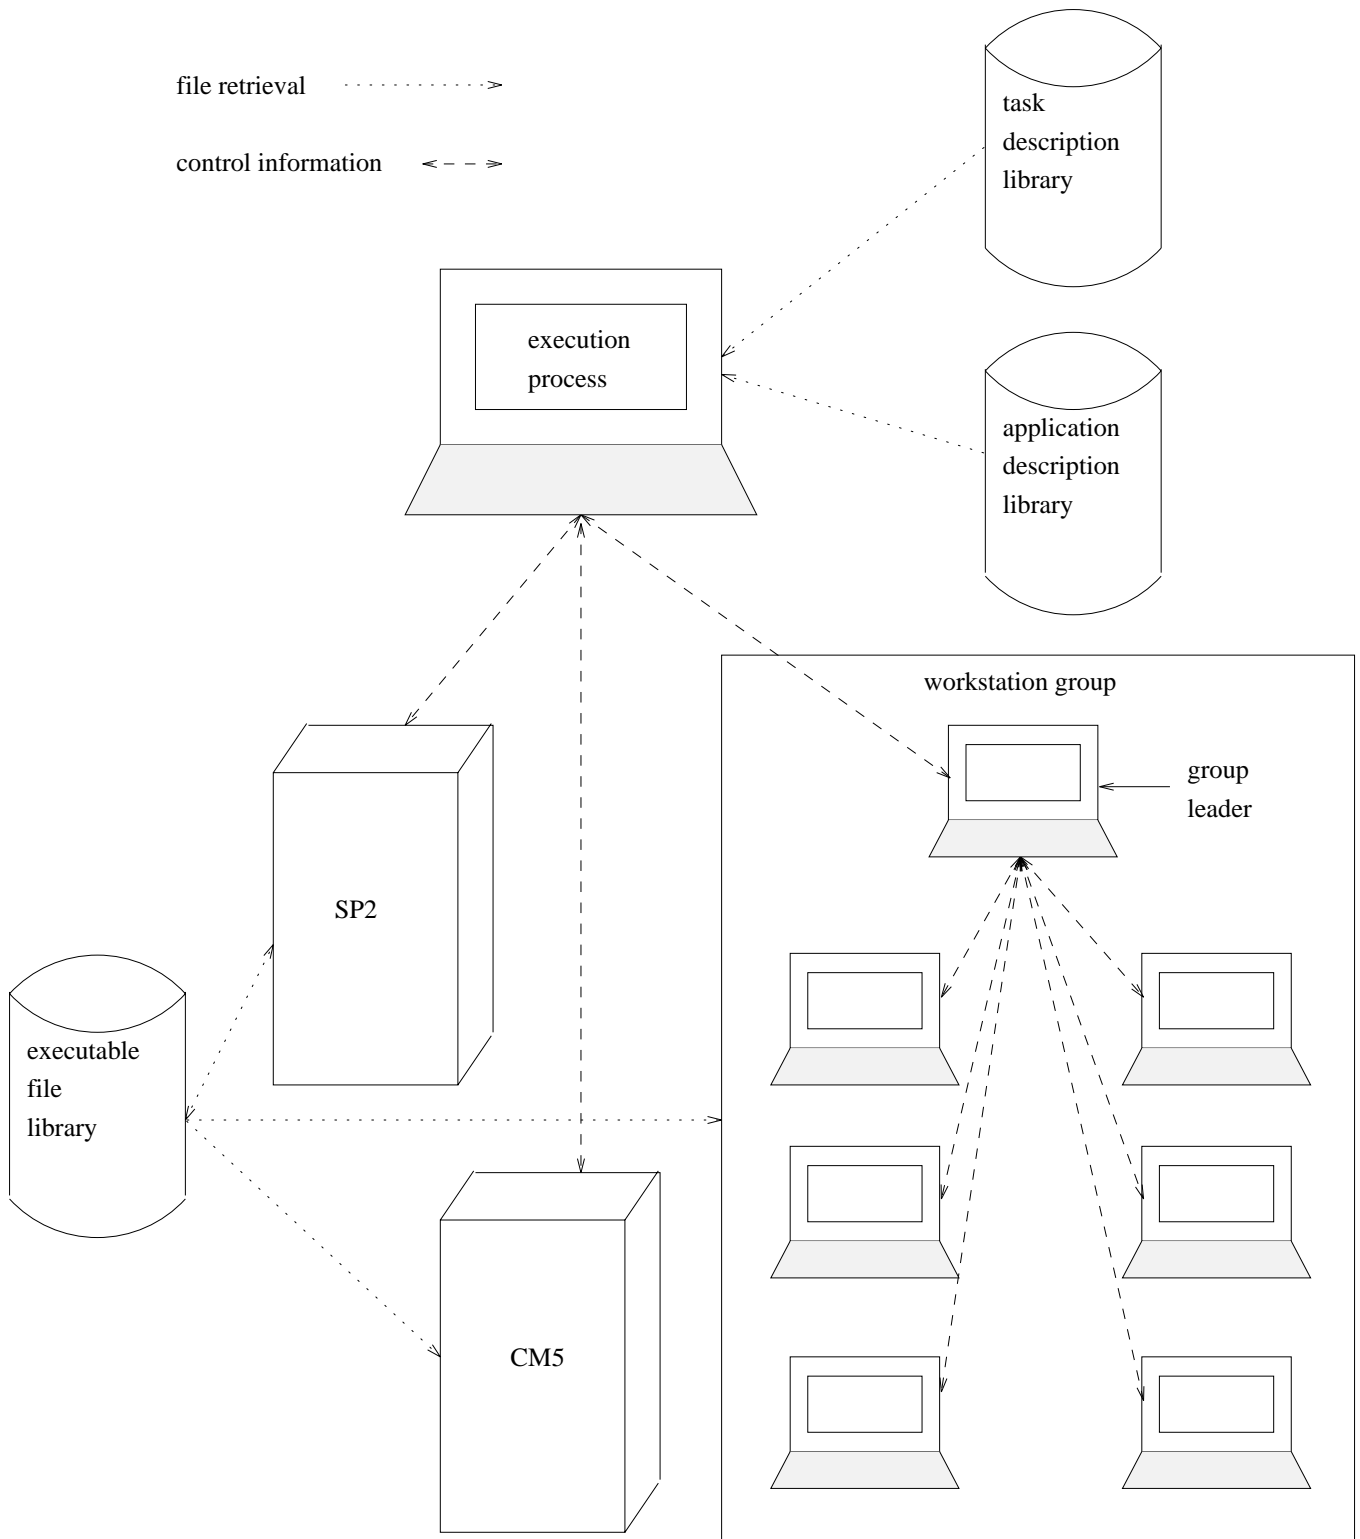 file retrieval
control information
task
description
library
execution
process
application
description
library
workstation group
group
leader
SP2
executable
file
library
CM5